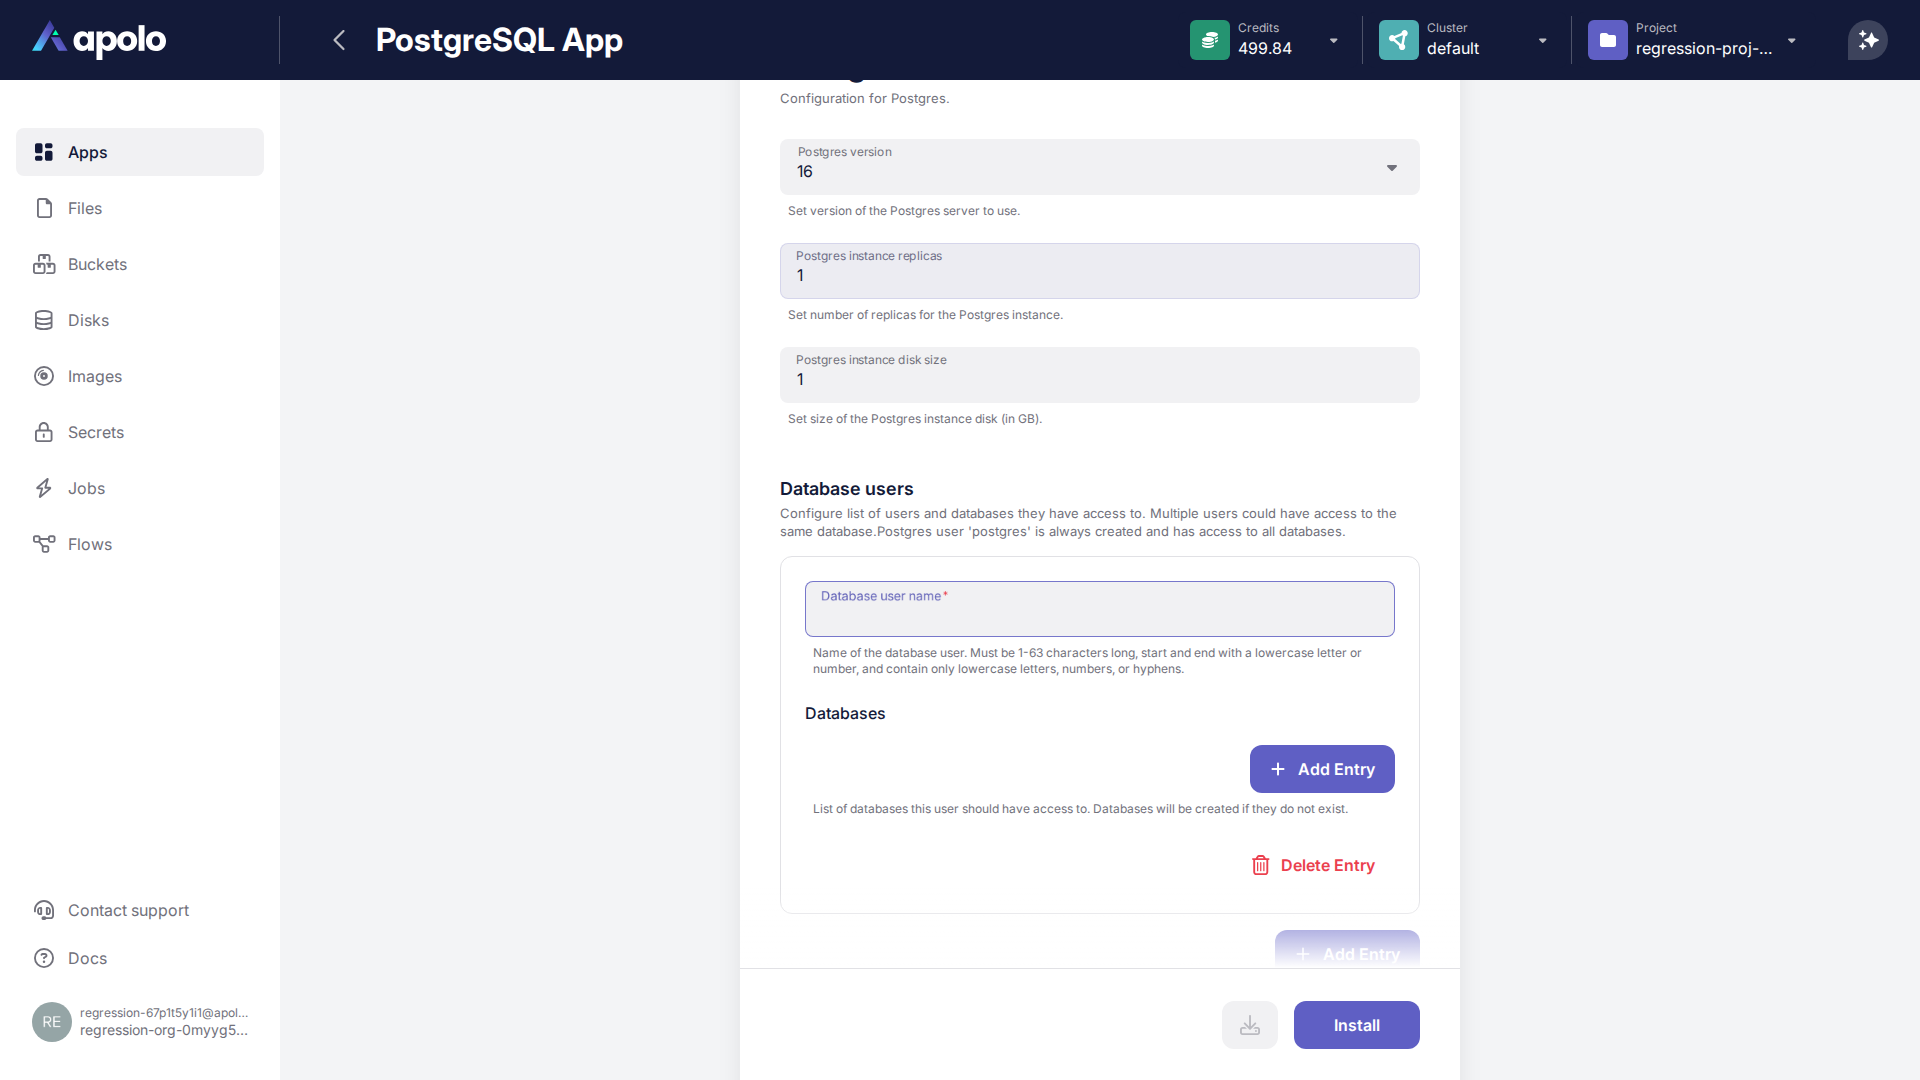 apolo
PostgreSQL App
Credits
499.84
Cluster
default
Project
regression-proj-...
Apps
Files
Buckets
Disks
Images
Secrets
Jobs
Flows
Contact support
Docs
RE
regression-67p1t5y1i1@apol...
regression-org-0myyg5...
Configuration for Postgres.
Postgres version
16
Set version of the Postgres server to use.
Postgres instance replicas
1
Set number of replicas for the Postgres instance.
Postgres instance disk size
1
Set size of the Postgres instance disk (in GB).
Database users
Configure list of users and databases they have access to. Multiple users could have access to the
same database.Postgres user 'postgres' is always created and has access to all databases.
Database user name*
Name of the database user. Must be 1-63 characters long, start and end with a lowercase letter or
number, and contain only lowercase letters, numbers, or hyphens.
Databases
Add Entry
List of databases this user should have access to. Databases will be created if they do not exist.
Delete Entry
Add Entry
Install